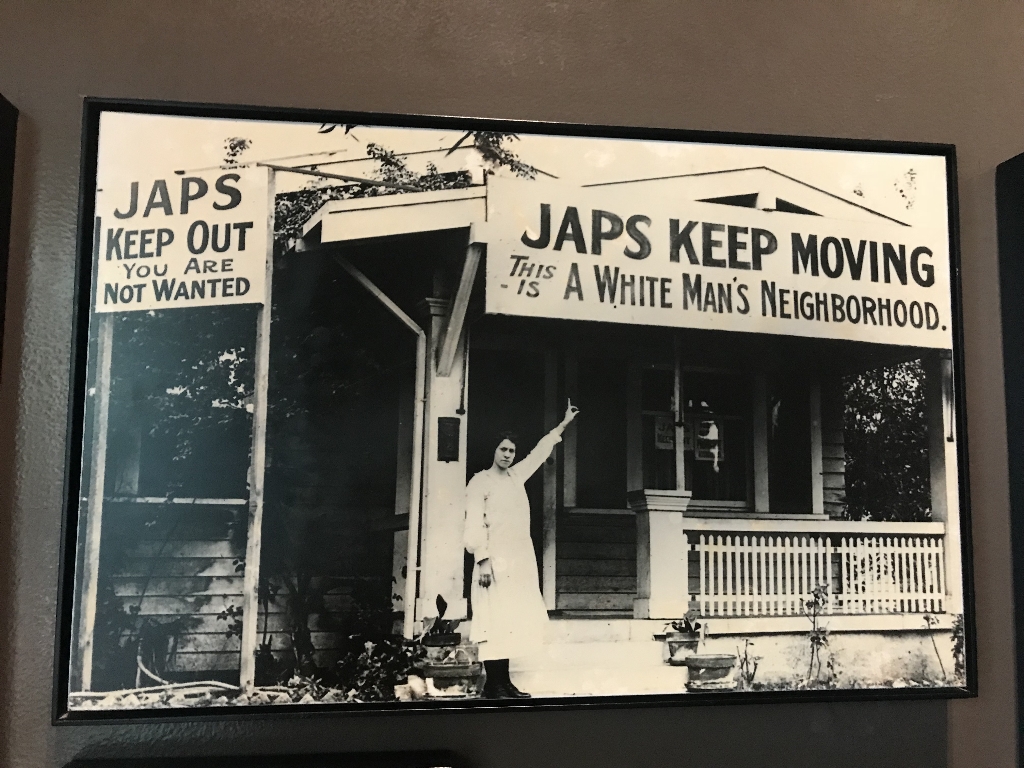 JAPS
KEEP OUT
YOU ARE
NOT WANTED
JAPS KEEP MOVING
THIS - IS A WHITE MAN'S NEIGHBORHOOD.